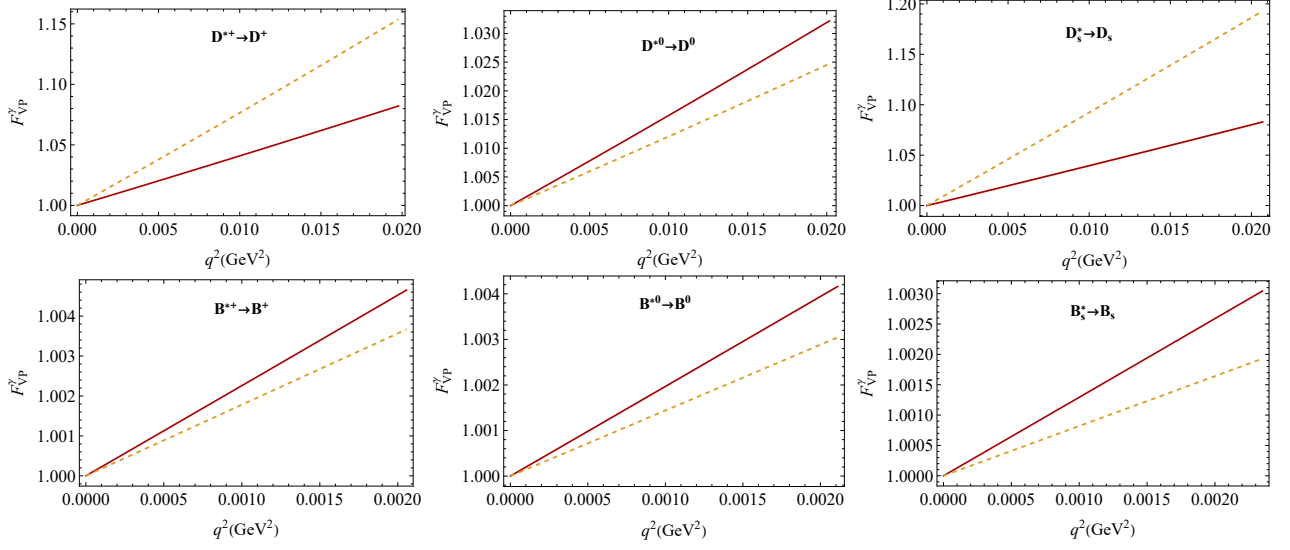 D*+→D+
F^γ_VP
1.15
1.10
1.05
1.00
0.000 0.005 0.010 0.015 0.020
q²(GeV²)
D*0→D0
F^γ_VP
1.030
1.025
1.020
1.015
1.010
1.005
1.000
0.000 0.005 0.010 0.015 0.020
q²(GeV²)
D*s→Ds
F^γ_VP
1.20
1.15
1.10
1.05
1.00
0.000 0.005 0.010 0.015 0.020
q²(GeV²)
B*+→B+
F^γ_VP
1.004
1.003
1.002
1.001
1.000
0.0000 0.0005 0.0010 0.0015 0.0020
q²(GeV²)
B*0→B0
F^γ_VP
1.004
1.003
1.002
1.001
1.000
0.0000 0.0005 0.0010 0.0015 0.0020
q²(GeV²)
B*s→Bs
F^γ_VP
1.0030
1.0025
1.0020
1.0015
1.0010
1.0005
1.0000
0.0000 0.0005 0.0010 0.0015 0.0020
q²(GeV²)